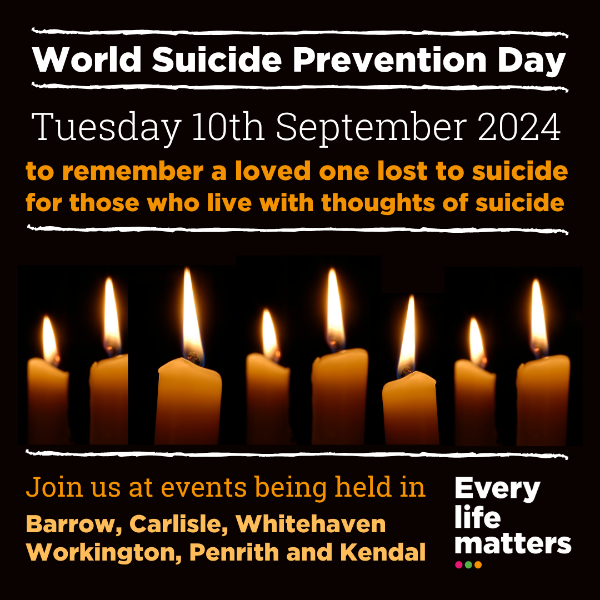 World Suicide Prevention Day
Tuesday 10th September 2024
to remember a loved one lost to suicide
for those who live with thoughts of suicide
Join us at events being held in
Barrow, Carlisle, Whitehaven
Workington, Penrith and Kendal
Every
life
matters